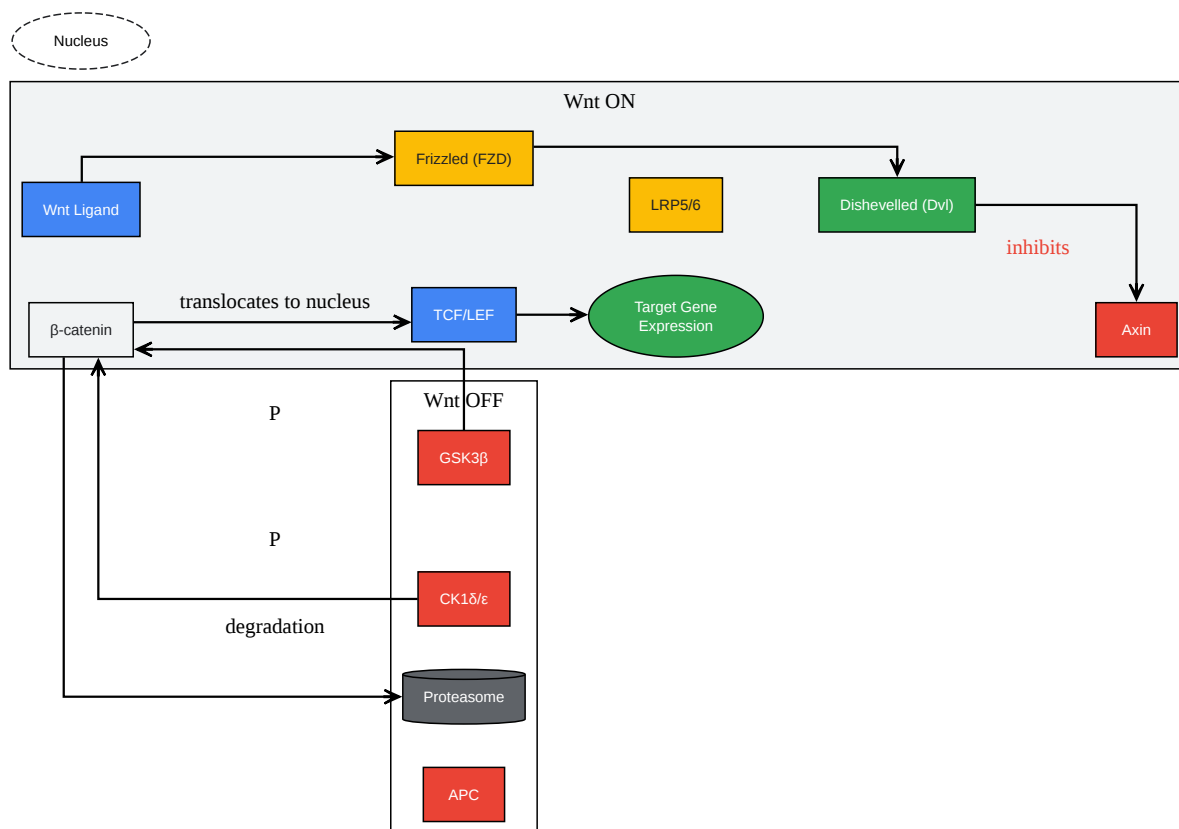 Nucleus
Wnt ON
Frizzled (FZD)
Wnt Ligand
LRP5/6
Dishevelled (Dvl)
inhibits
translocates to nucleus
TCF/LEF
Target Gene
Expression
β-catenin
Axin
Wnt OFF
P
GSK3β
P
CK1δ/ε
degradation
Proteasome
APC